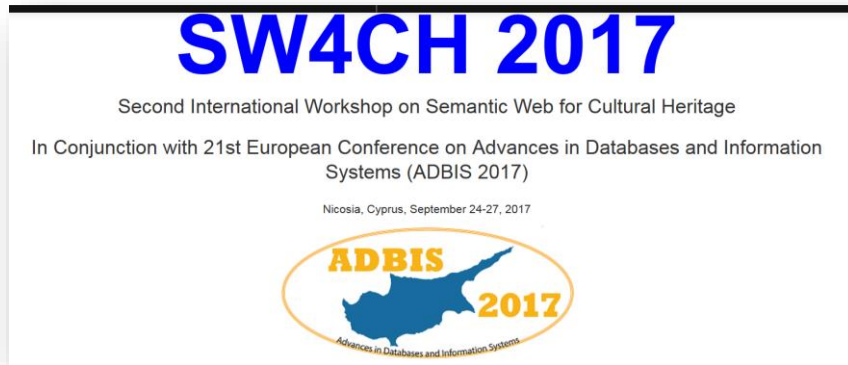 SW4CH 2017
Second International Workshop on Semantic Web for Cultural Heritage
In Conjunction with 21st European Conference on Advances in Databases and Information
Systems (ADBIS 2017)
Nicosia, Cyprus, September 24-27, 2017
ADBIS
2017
Advances in Databases and Information Systems